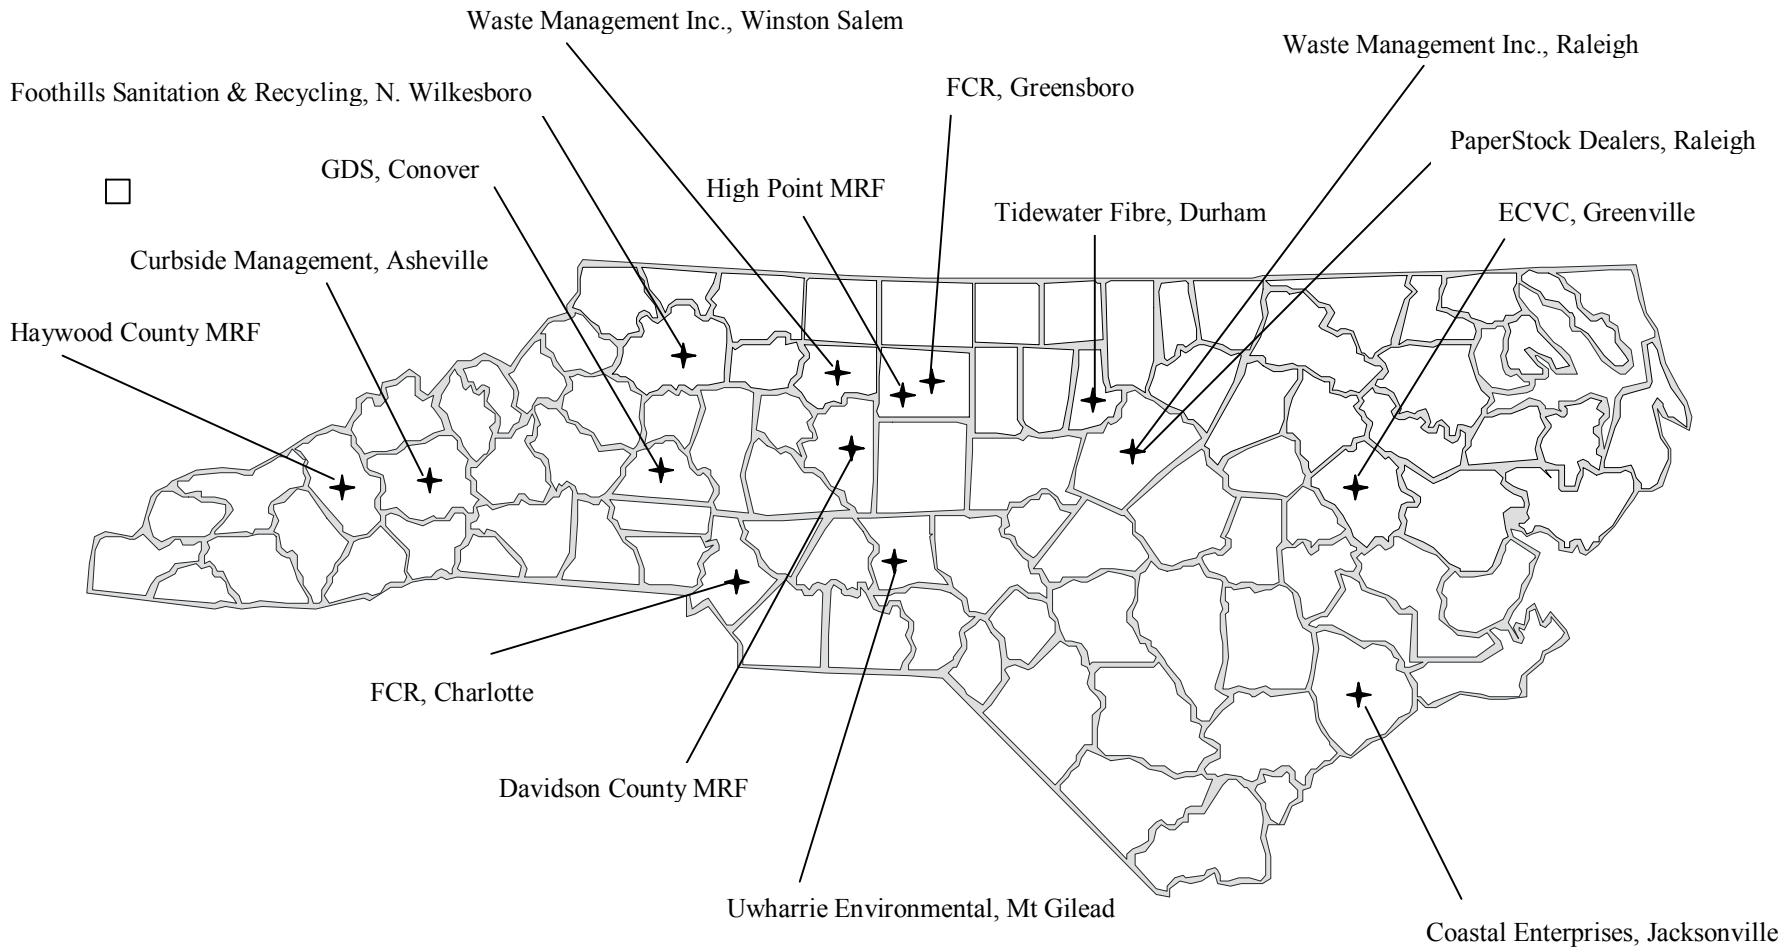 Waste Management Inc., Winston Salem
Waste Management Inc., Raleigh
Foothills Sanitation & Recycling, N. Wilkesboro
FCR, Greensboro
PaperStock Dealers, Raleigh
GDS, Conover
High Point MRF
Tidewater Fibre, Durham
ECVC, Greenville
Curbside Management, Asheville
Haywood County MRF
FCR, Charlotte
Davidson County MRF
Uwharrie Environmental, Mt Gilead
Coastal Enterprises, Jacksonville